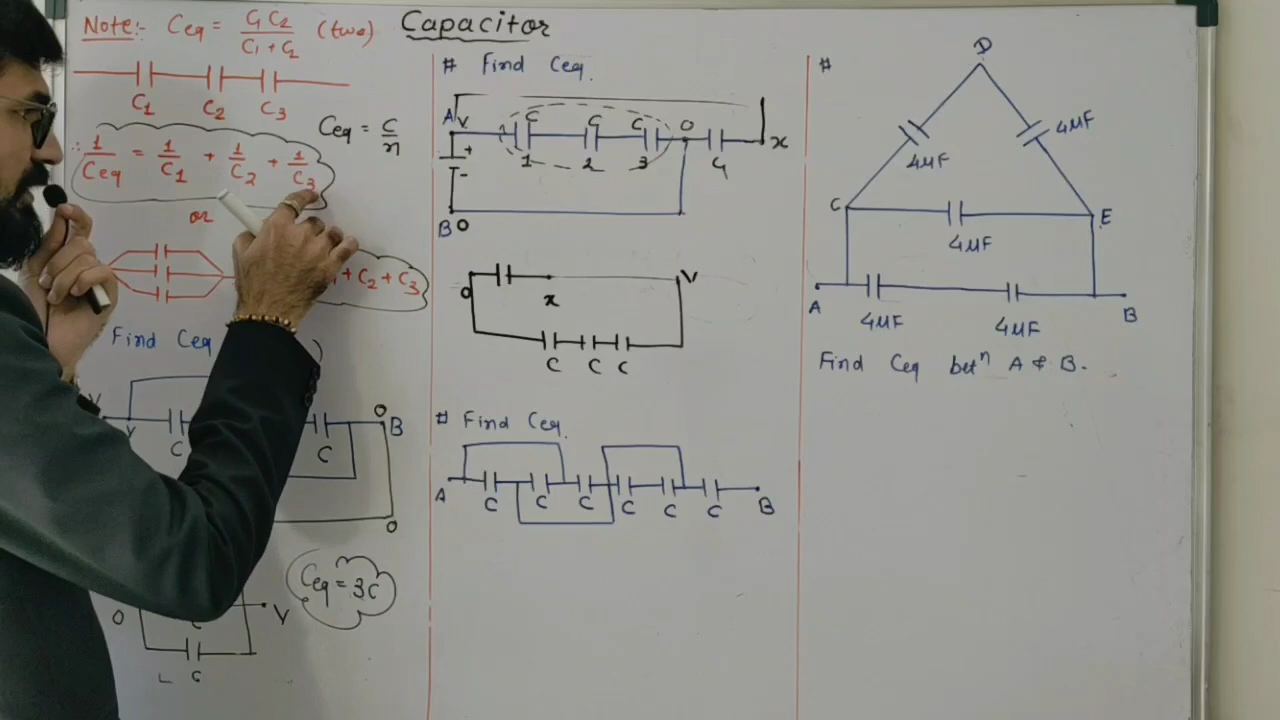 Note:- Ceq = C1 C2 / C1 + C2 (two)
Capacitor
C1 C2 C3
Ceq = C/n
∴ 1/Ceq = 1/C1 + 1/C2 + 1/C3
or
+ C2 + C3
Find Ceq )
V O
V B
C C
O
Ceq = 3C
O V
C
# Find Ceq.
A V C C C O
+ 1 2 3 4 x
-
B O
O x V
C C C
# Find Ceq.
A C C C C C C B
#
D
4μF 4μF
C E
4μF
A B
4μF 4μF
Find Ceq betⁿ A & B.